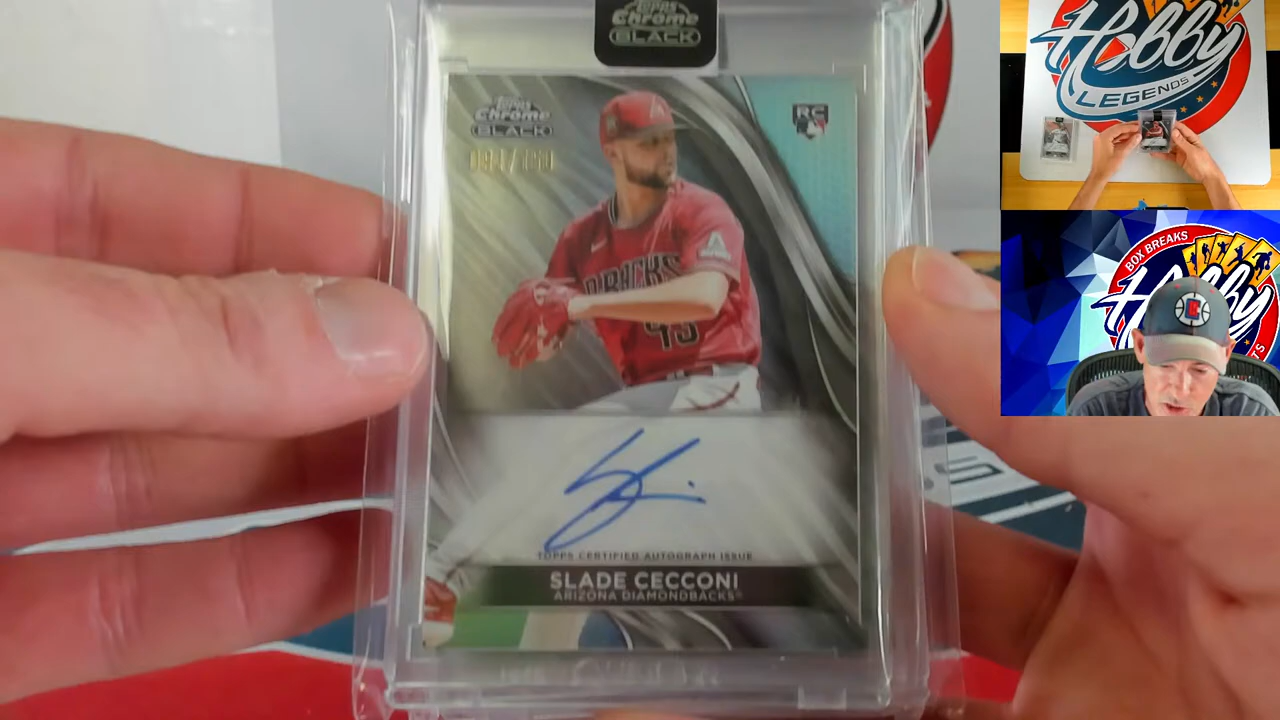 Topps
Chrome
BLACK
Topps
Chrome
BLACK
RC
TOPPS CERTIFIED AUTOGRAPH ISSUE
SLADE CECCONI
ARIZONA DIAMONDBACKS
Hobby
LEGENDS
BOX BREAKS